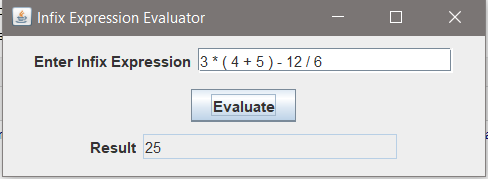 Infix Expression Evaluator
Enter Infix Expression 3 * ( 4 + 5 ) - 12 / 6
Evaluate
Result 25